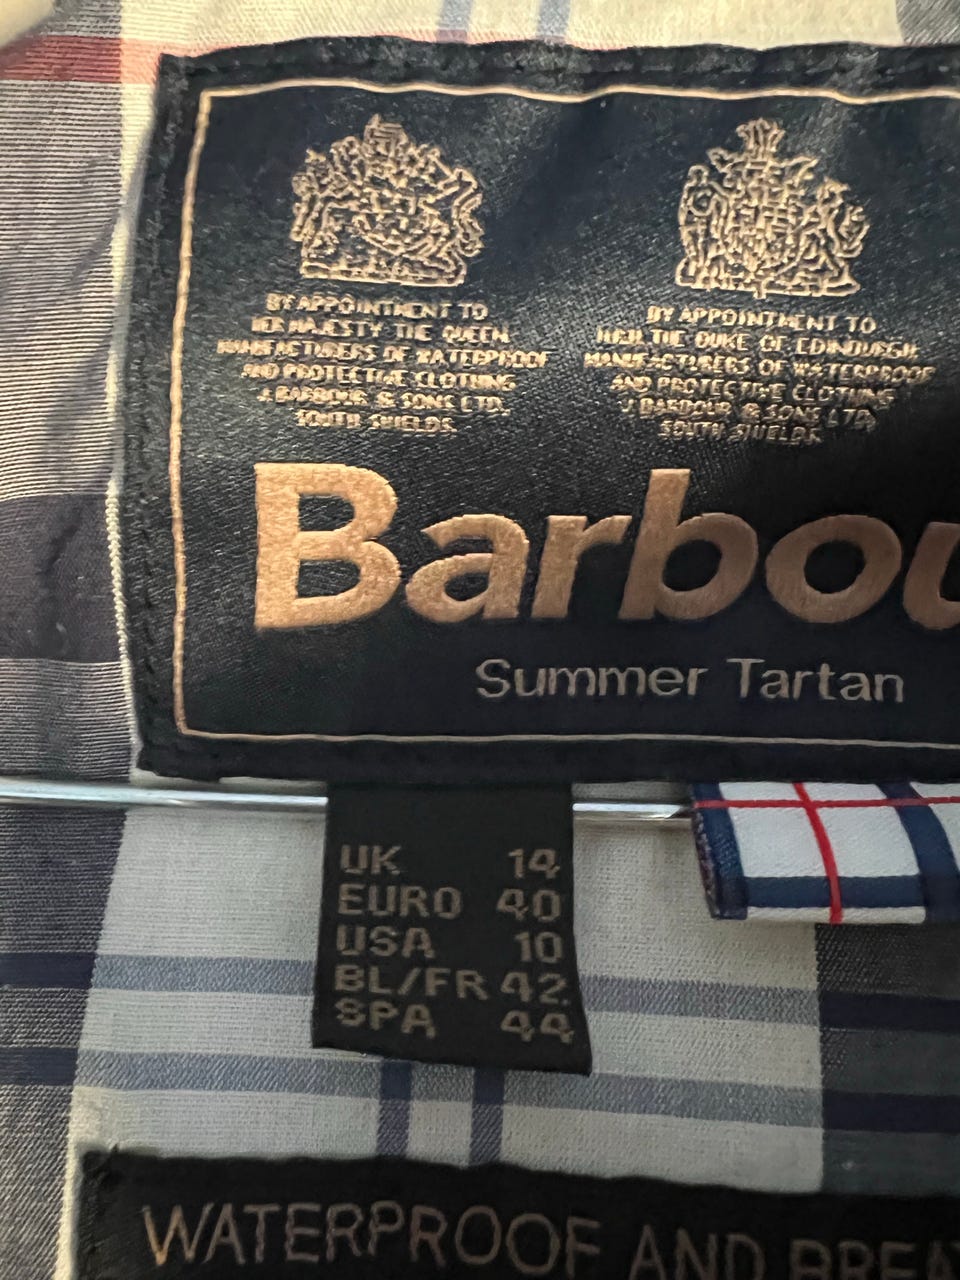 BY APPOINTMENT TO
HER MAJESTY THE QUEEN
MANUFACTURERS OF WATERPROOF
AND PROTECTIVE CLOTHING
J BARBOUR & SONS LTD.
SOUTH SHIELDS
BY APPOINTMENT TO
H.R.H. THE DUKE OF EDINBURGH
MANUFACTURERS OF WATERPROOF
AND PROTECTIVE CLOTHING
J BARBOUR & SONS LTD.
SOUTH SHIELDS
Barbou
Summer Tartan
UK 14
EURO 40
USA 10
BL/FR 42
SPA 44
WATERPROOF AND BREA